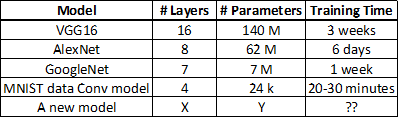 Model # Layers # Parameters Training Time
VGG16 16 140 M 3 weeks
AlexNet 8 62 M 6 days
GoogleNet 7 7 M 1 week
MNIST data Conv model 4 24 k 20-30 minutes
A new model X Y ??